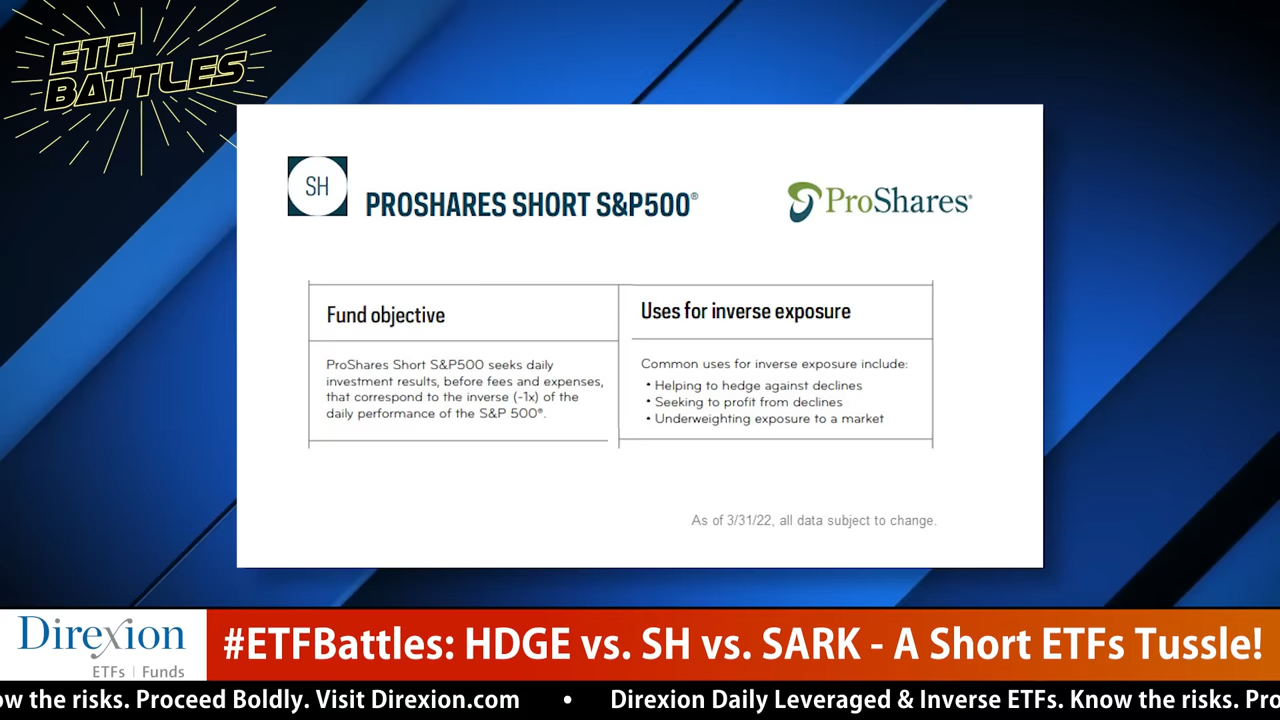 ETF
BATTLES
SH
PROSHARES SHORT S&P500®
ProShares®
Fund objective
ProShares Short S&P500 seeks daily
investment results, before fees and expenses,
that correspond to the inverse (-1x) of the
daily performance of the S&P 500®.
Uses for inverse exposure
Common uses for inverse exposure include:
• Helping to hedge against declines
• Seeking to profit from declines
• Underweighting exposure to a market
As of 3/31/22, all data subject to change.
Direxion
ETFs | Funds
#ETFBattles: HDGE vs. SH vs. SARK - A Short ETFs Tussle!
ow the risks. Proceed Boldly. Visit Direxion.com • Direxion Daily Leveraged & Inverse ETFs. Know the risks. Pro